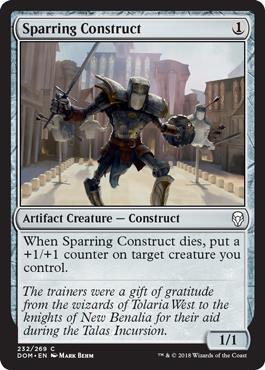 Sparring Construct 1
Artifact Creature — Construct
When Sparring Construct dies, put a
+1/+1 counter on target creature you
control.
The trainers were a gift of gratitude
from the wizards of Tolaria West to the
knights of New Benalia for their aid
during the Talas Incursion.
1/1
232/269 C
DOM • EN Mark Behm
™ & © 2018 Wizards of the Coast